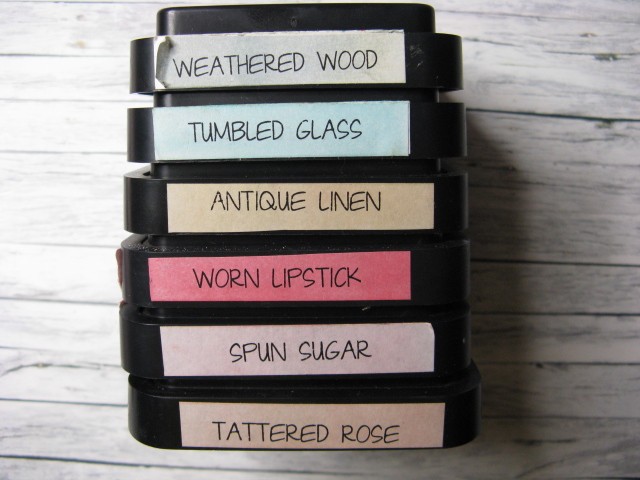 WEATHERED WOOD
TUMBLED GLASS
ANTIQUE LINEN
WORN LIPSTICK
SPUN SUGAR
TATTERED ROSE